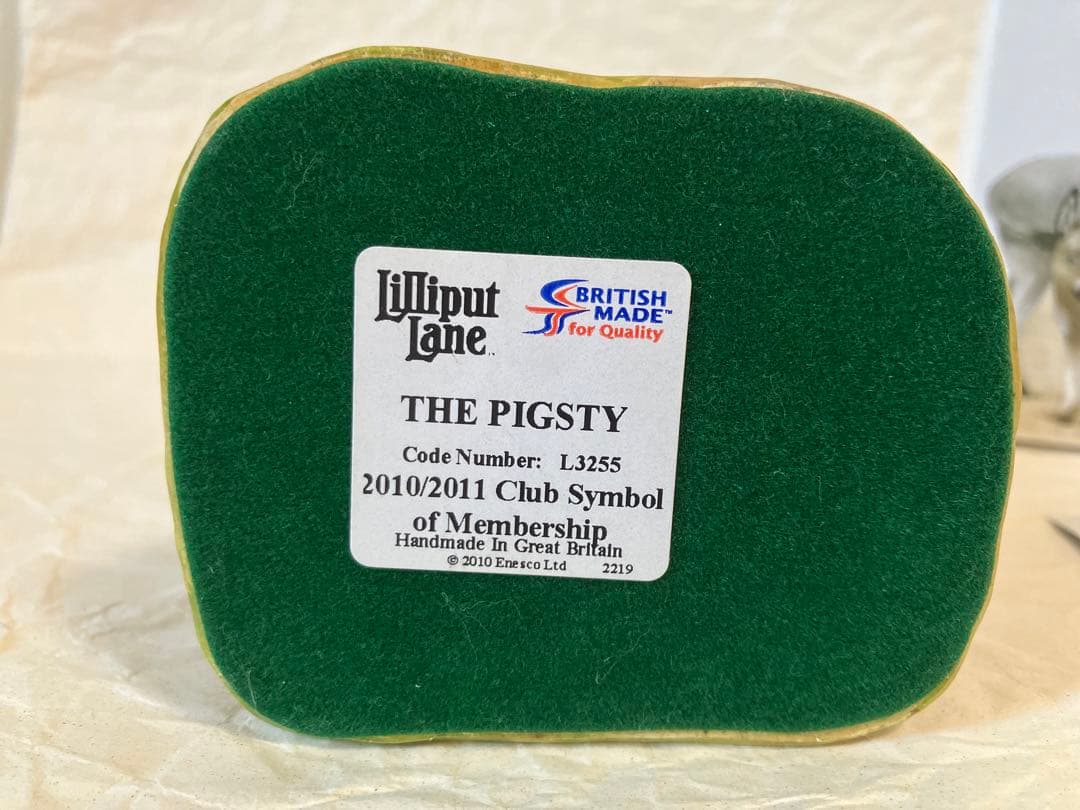 Lilliput
Lane
BRITISH
MADE™
for Quality
THE PIGSTY
Code Number: L3255
2010/2011 Club Symbol
of Membership
Handmade In Great Britain
© 2010 Enesco Ltd 2219